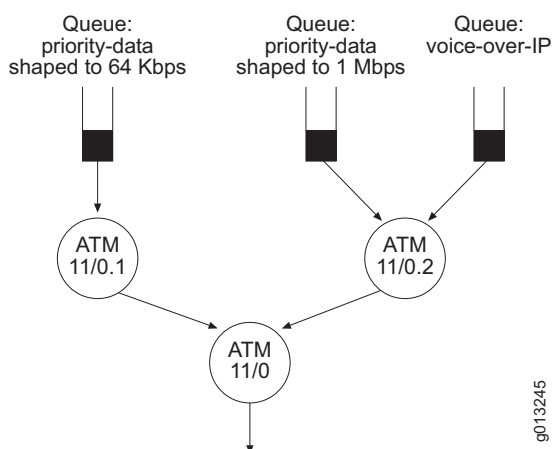 Queue:
priority-data
shaped to 64 Kbps
Queue:
priority-data
shaped to 1 Mbps
Queue:
voice-over-IP
ATM
11/0.1
ATM
11/0.2
ATM
11/0
g013245